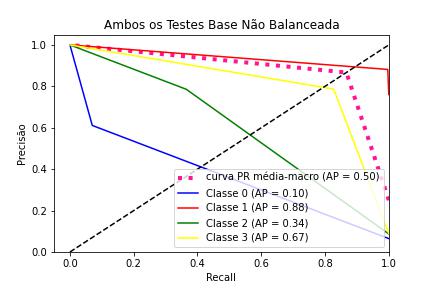 Ambos os Testes Base Não Balanceada
1.0
0.8
0.6
0.4
0.2
0.0
Precisão
curva PR média-macro (AP = 0.50)
Classe 0 (AP = 0.10)
Classe 1 (AP = 0.88)
Classe 2 (AP = 0.34)
Classe 3 (AP = 0.67)
0.0 0.2 0.4 0.6 0.8 1.0
Recall